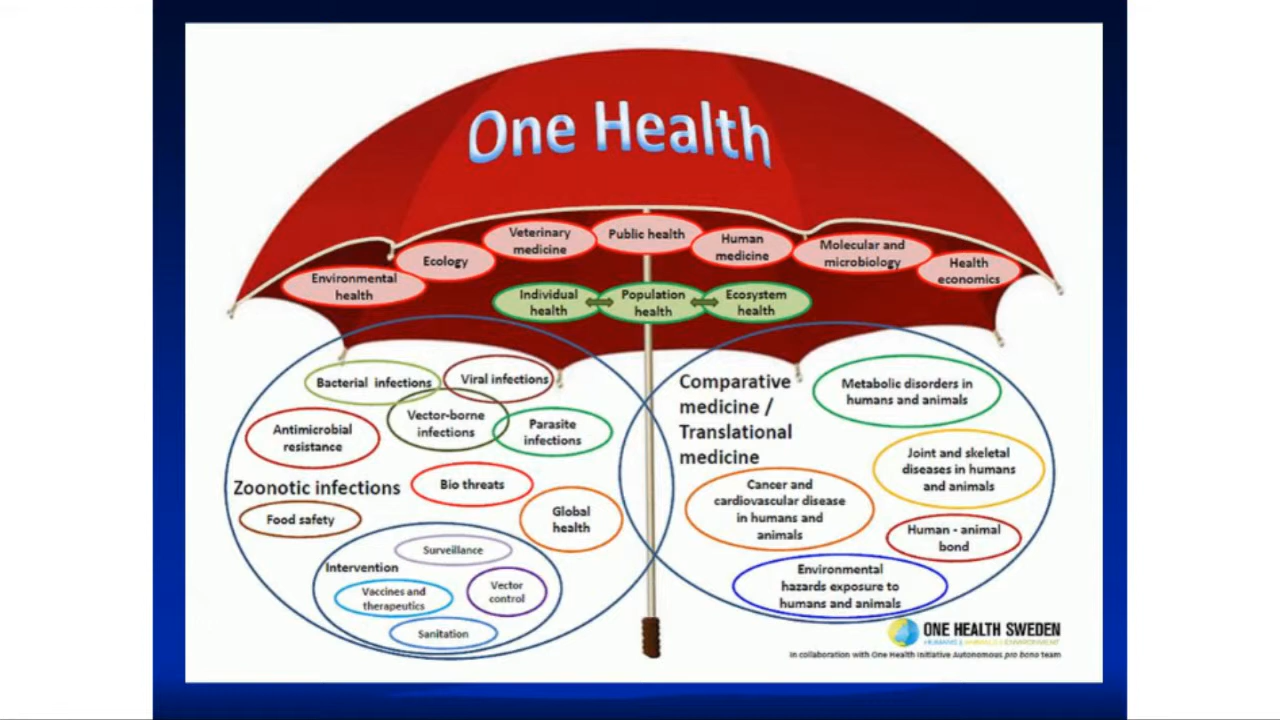 One Health
Public health
Veterinary
medicine
Human
medicine
Ecology
Molecular and
microbiology
Environmental
health
Health
economics
Individual
health
Population
health
Ecosystem
health
Bacterial infections
Viral infections
Vector-borne
infections
Parasite
infections
Antimicrobial
resistance
Zoonotic infections
Bio threats
Food safety
Global
health
Surveillance
Intervention
Vaccines and
therapeutics
Vector
control
Sanitation
Comparative
medicine /
Translational
medicine
Metabolic disorders in
humans and animals
Joint and skeletal
diseases in humans
and animals
Cancer and
cardiovascular disease
in humans and
animals
Human - animal
bond
Environmental
hazards exposure to
humans and animals
ONE HEALTH SWEDEN
in collaboration with One Health Initiative Autonomous pro bono team